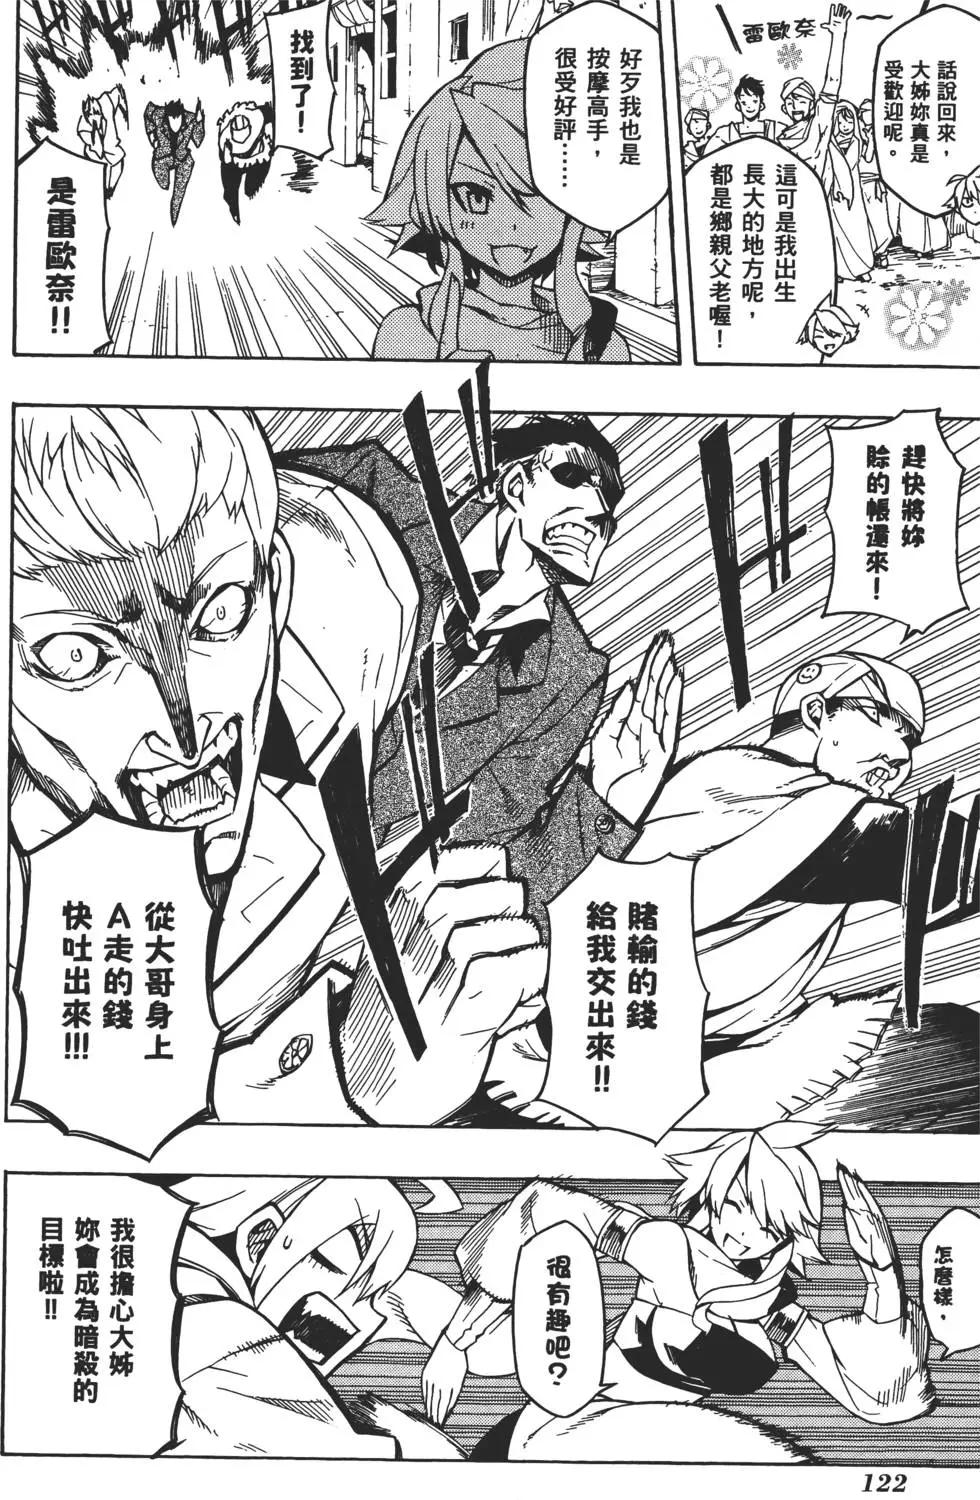 話說回來，
大姊妳真是
受歡迎呢。
雷歐奈
這可是我出生
長大的地方呢，
都是鄉親父老喔！
好歹我也是
按摩高手，
很受好評……
找到了！
是雷歐奈！！
趕快將妳
賒的帳還來！
賭輸的錢
給我交出來！！
從大哥身上
A走的錢
快吐出來！！！
怎麼樣，
很有趣吧？
我很擔心大姊
妳會成為暗殺的
目標啦！！
122